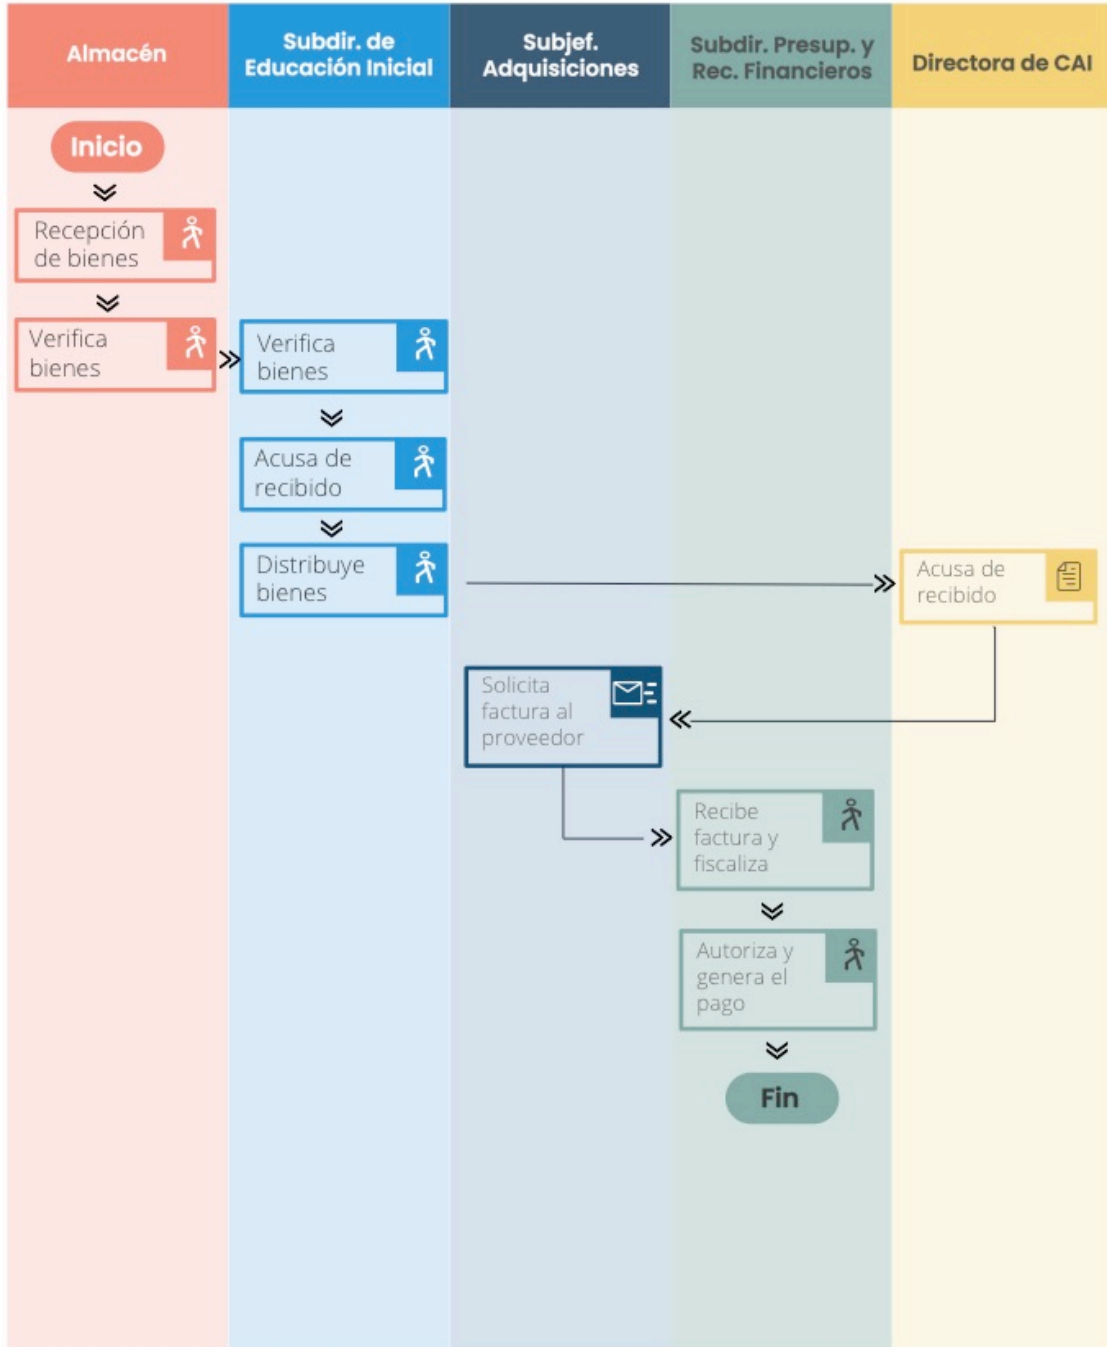 Almacén
Subdir. de
Educación Inicial
Subjef.
Adquisiciones
Subdir. Presup. y
Rec. Financieros
Directora de CAI
Inicio
Recepción
de bienes
Verifica
bienes
Verifica
bienes
Acusa de
recibido
Distribuye
bienes
Acusa de
recibido
Solicita
factura al
proveedor
Recibe
factura y
fiscaliza
Autoriza y
genera el
pago
Fin